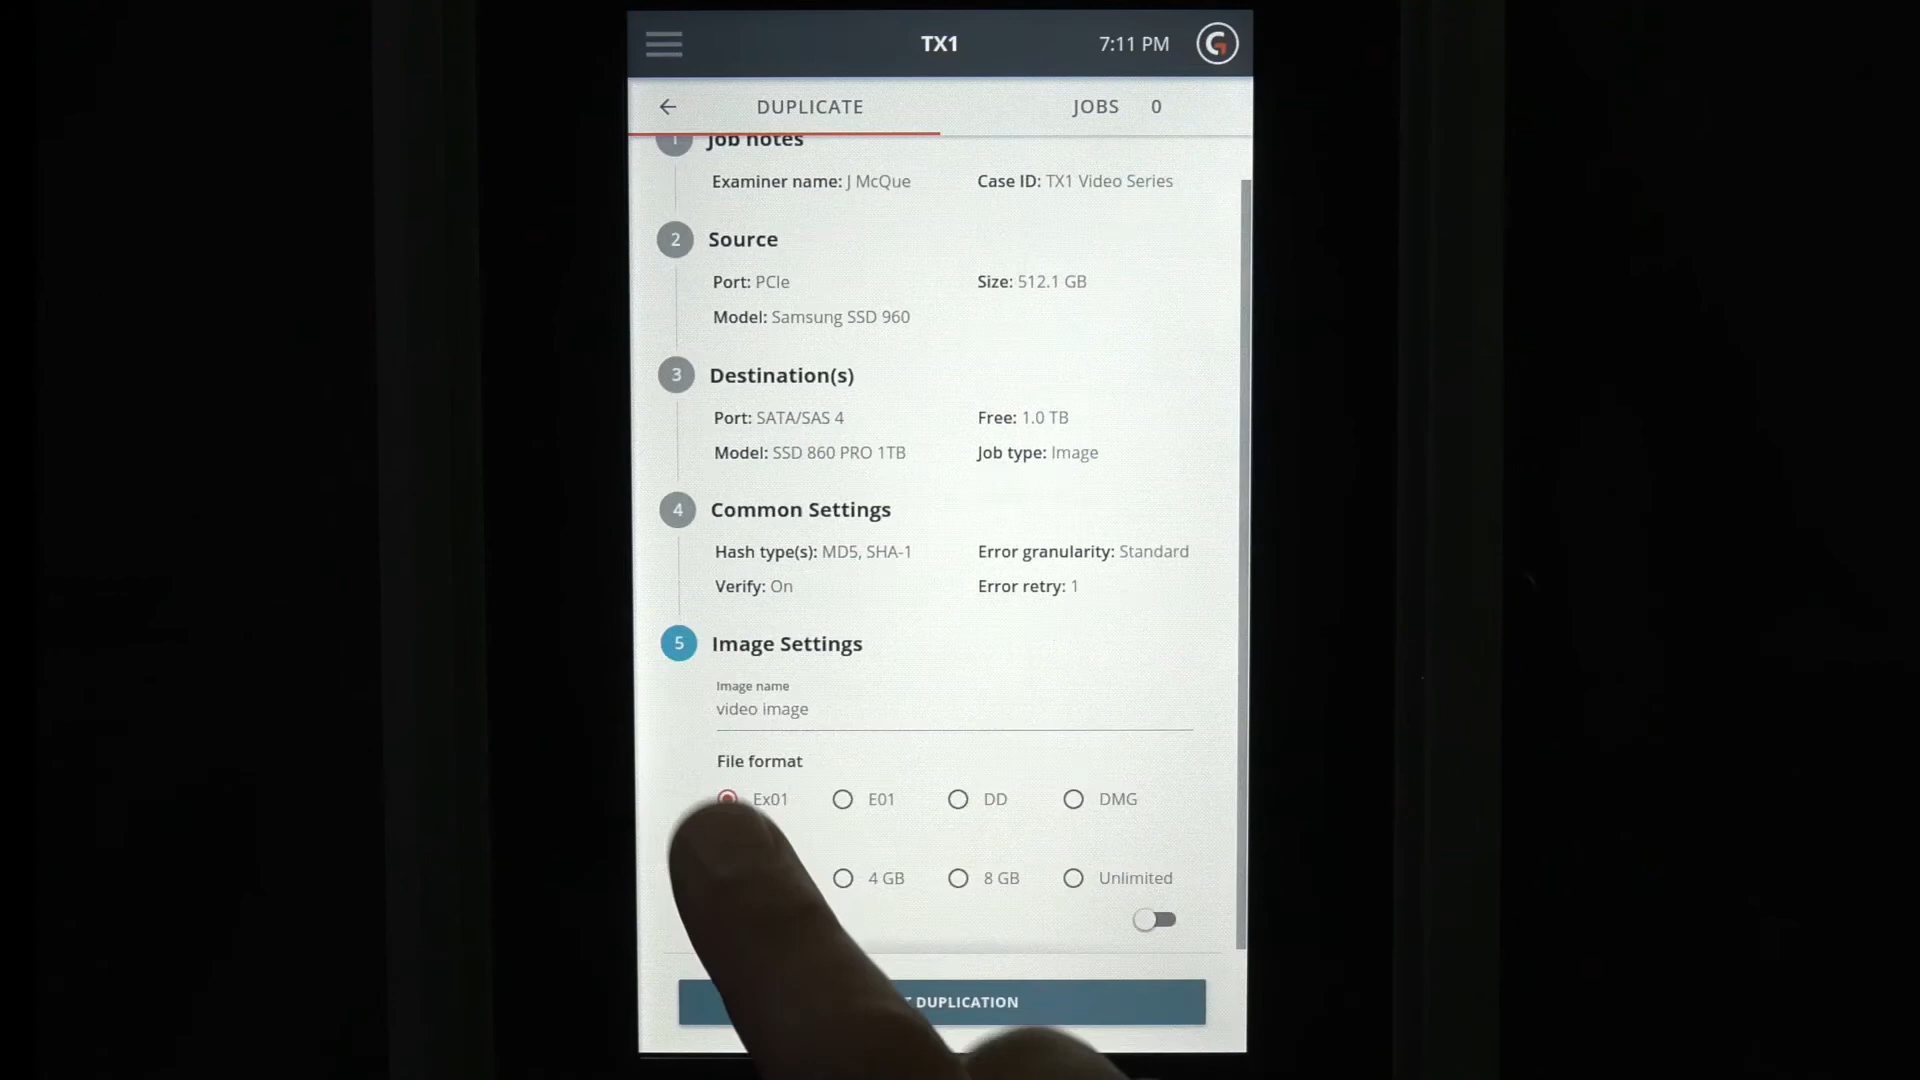 TX1 7:11 PM
DUPLICATE JOBS 0
1 Job notes
Examiner name: J McQue Case ID: TX1 Video Series
2 Source
Port: PCIe Size: 512.1 GB
Model: Samsung SSD 960
3 Destination(s)
Port: SATA/SAS 4 Free: 1.0 TB
Model: SSD 860 PRO 1TB Job type: Image
4 Common Settings
Hash type(s): MD5, SHA-1 Error granularity: Standard
Verify: On Error retry: 1
5 Image Settings
Image name
video image
File format
Ex01 E01 DD DMG
4 GB 8 GB Unlimited
DUPLICATION